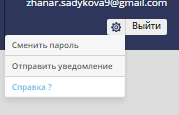 zhanar.sadykova9@gmail.com
Выйти
Сменить пароль
Отправить уведомление
Справка ?